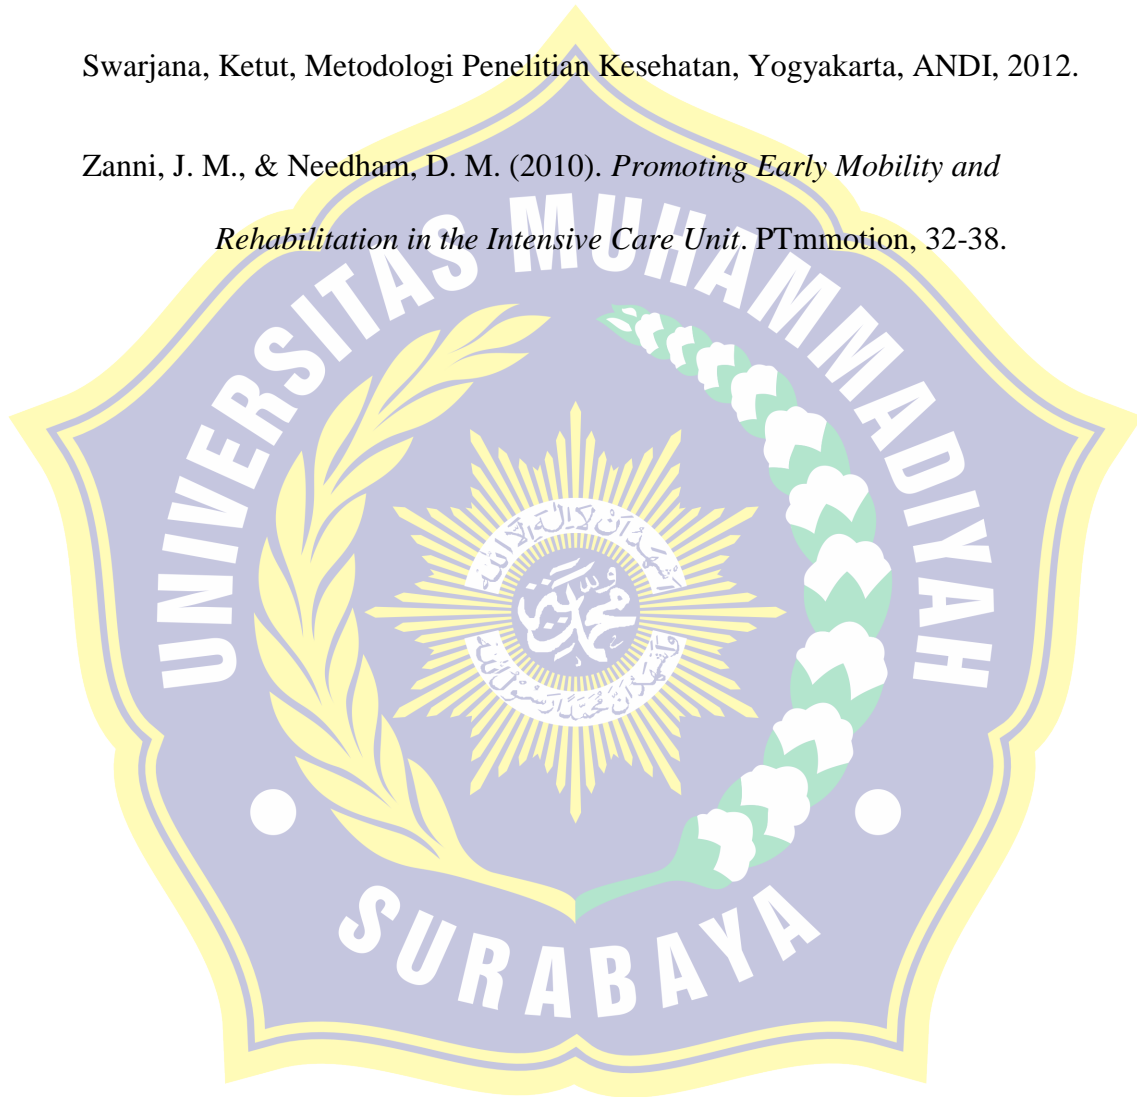 Swarjana, Ketut, Metodologi Penelitian Kesehatan, Yogyakarta, ANDI, 2012.
Zanni, J. M., & Needham, D. M. (2010). Promoting Early Mobility and
Rehabilitation in the Intensive Care Unit. PTmmotion, 32-38.
UNIVERSITAS MUHAMMADIYAH
SURABAYA